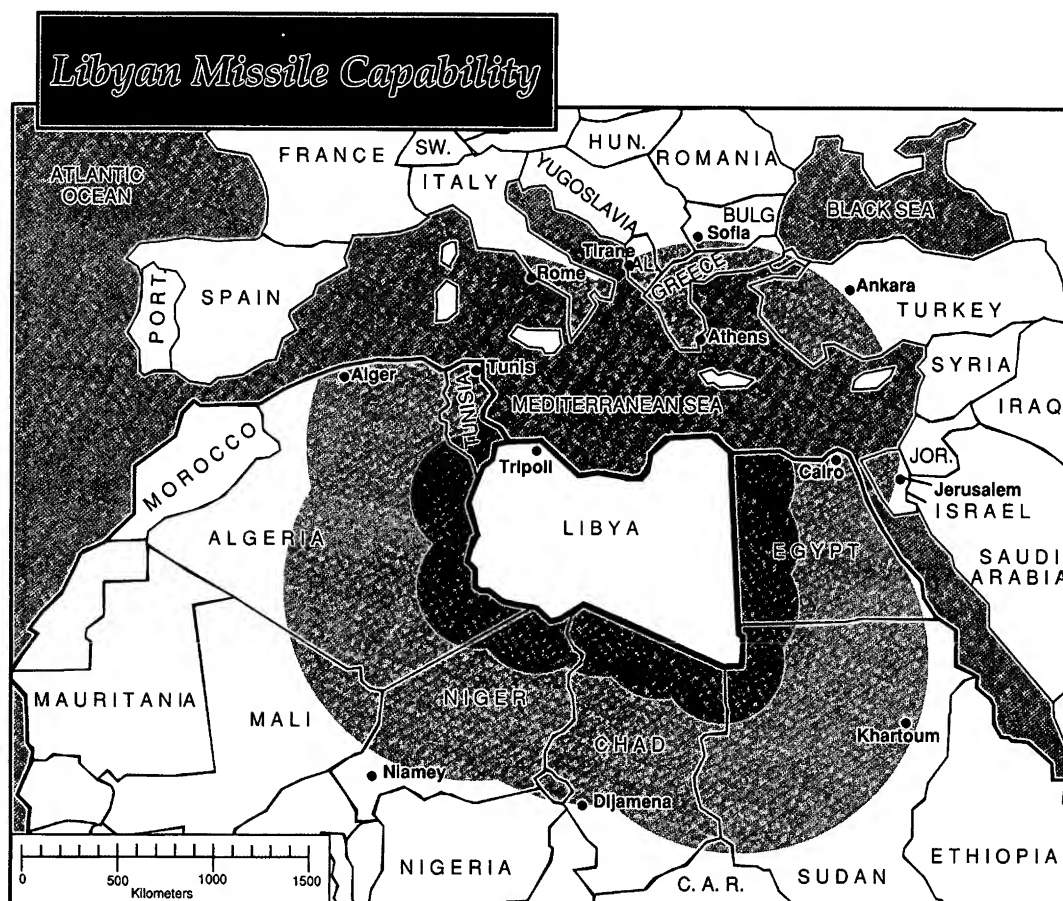 Libyan Missile Capability
FRANCE
SW.
HUN.
ROMANIA
ATLANTIC
OCEAN
ITALY
YUGOSLAVIA
BULG
BLACK SEA
Sofia
Tirane
AL.
Rome
GREECE
Ankara
PORT.
SPAIN
TURKEY
Athens
SYRIA
Alger
Tunis
TUNISIA
MEDITERRANEAN SEA
IRAQ
MOROCCO
Tripoli
Cairo
JOR.
Jerusalem
ISRAEL
ALGERIA
LIBYA
EGYPT
SAUDI
ARABIA
MAURITANIA
MALI
NIGER
CHAD
Khartoum
Niamey
Djamena
NIGERIA
C. A. R.
SUDAN
ETHIOPIA
0 500 1000 1500
Kilometers